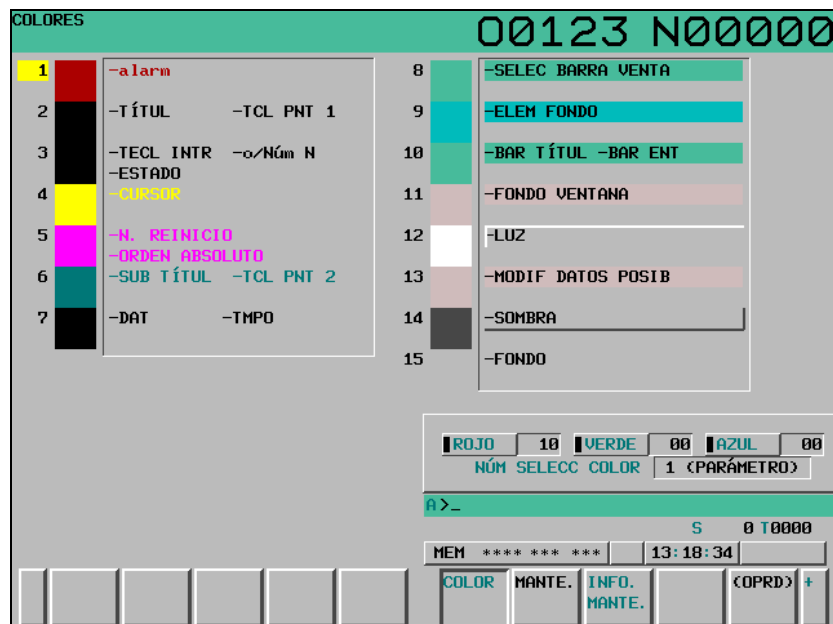 COLORES
O0123 N00000
1 -alarm
2 -TÍTUL -TCL PNT 1
3 -TECL INTR -o/Núm N
-ESTADO
4 -CURSOR
5 -N. REINICIO
-ORDEN ABSOLUTO
6 -SUB TÍTUL -TCL PNT 2
7 -DAT -TMPO
8 -SELEC BARRA VENTA
9 -ELEM FONDO
10 -BAR TÍTUL -BAR ENT
11 -FONDO VENTANA
12 -LUZ
13 -MODIF DATOS POSIB
14 -SOMBRA
15 -FONDO
ROJO 10 VERDE 00 AZUL 00
NÚM SELECC COLOR 1 (PARÁMETRO)
A>_
S 0 T0000
MEM **** *** *** 13:18:34
COLOR MANTE. INFO. MANTE. (OPRD) +